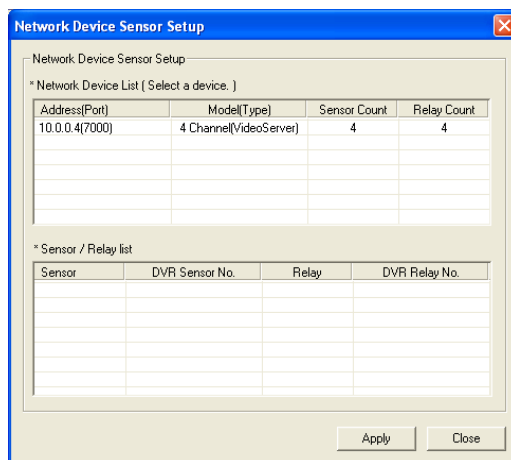 Network Device Sensor Setup
Network Device Sensor Setup
* Network Device List ( Select a device. )
Address(Port) Model(Type) Sensor Count Relay Count
10.0.0.4(7000) 4 Channel(VideoServer) 4 4
* Sensor / Relay list
Sensor DVR Sensor No. Relay DVR Relay No.
Apply Close